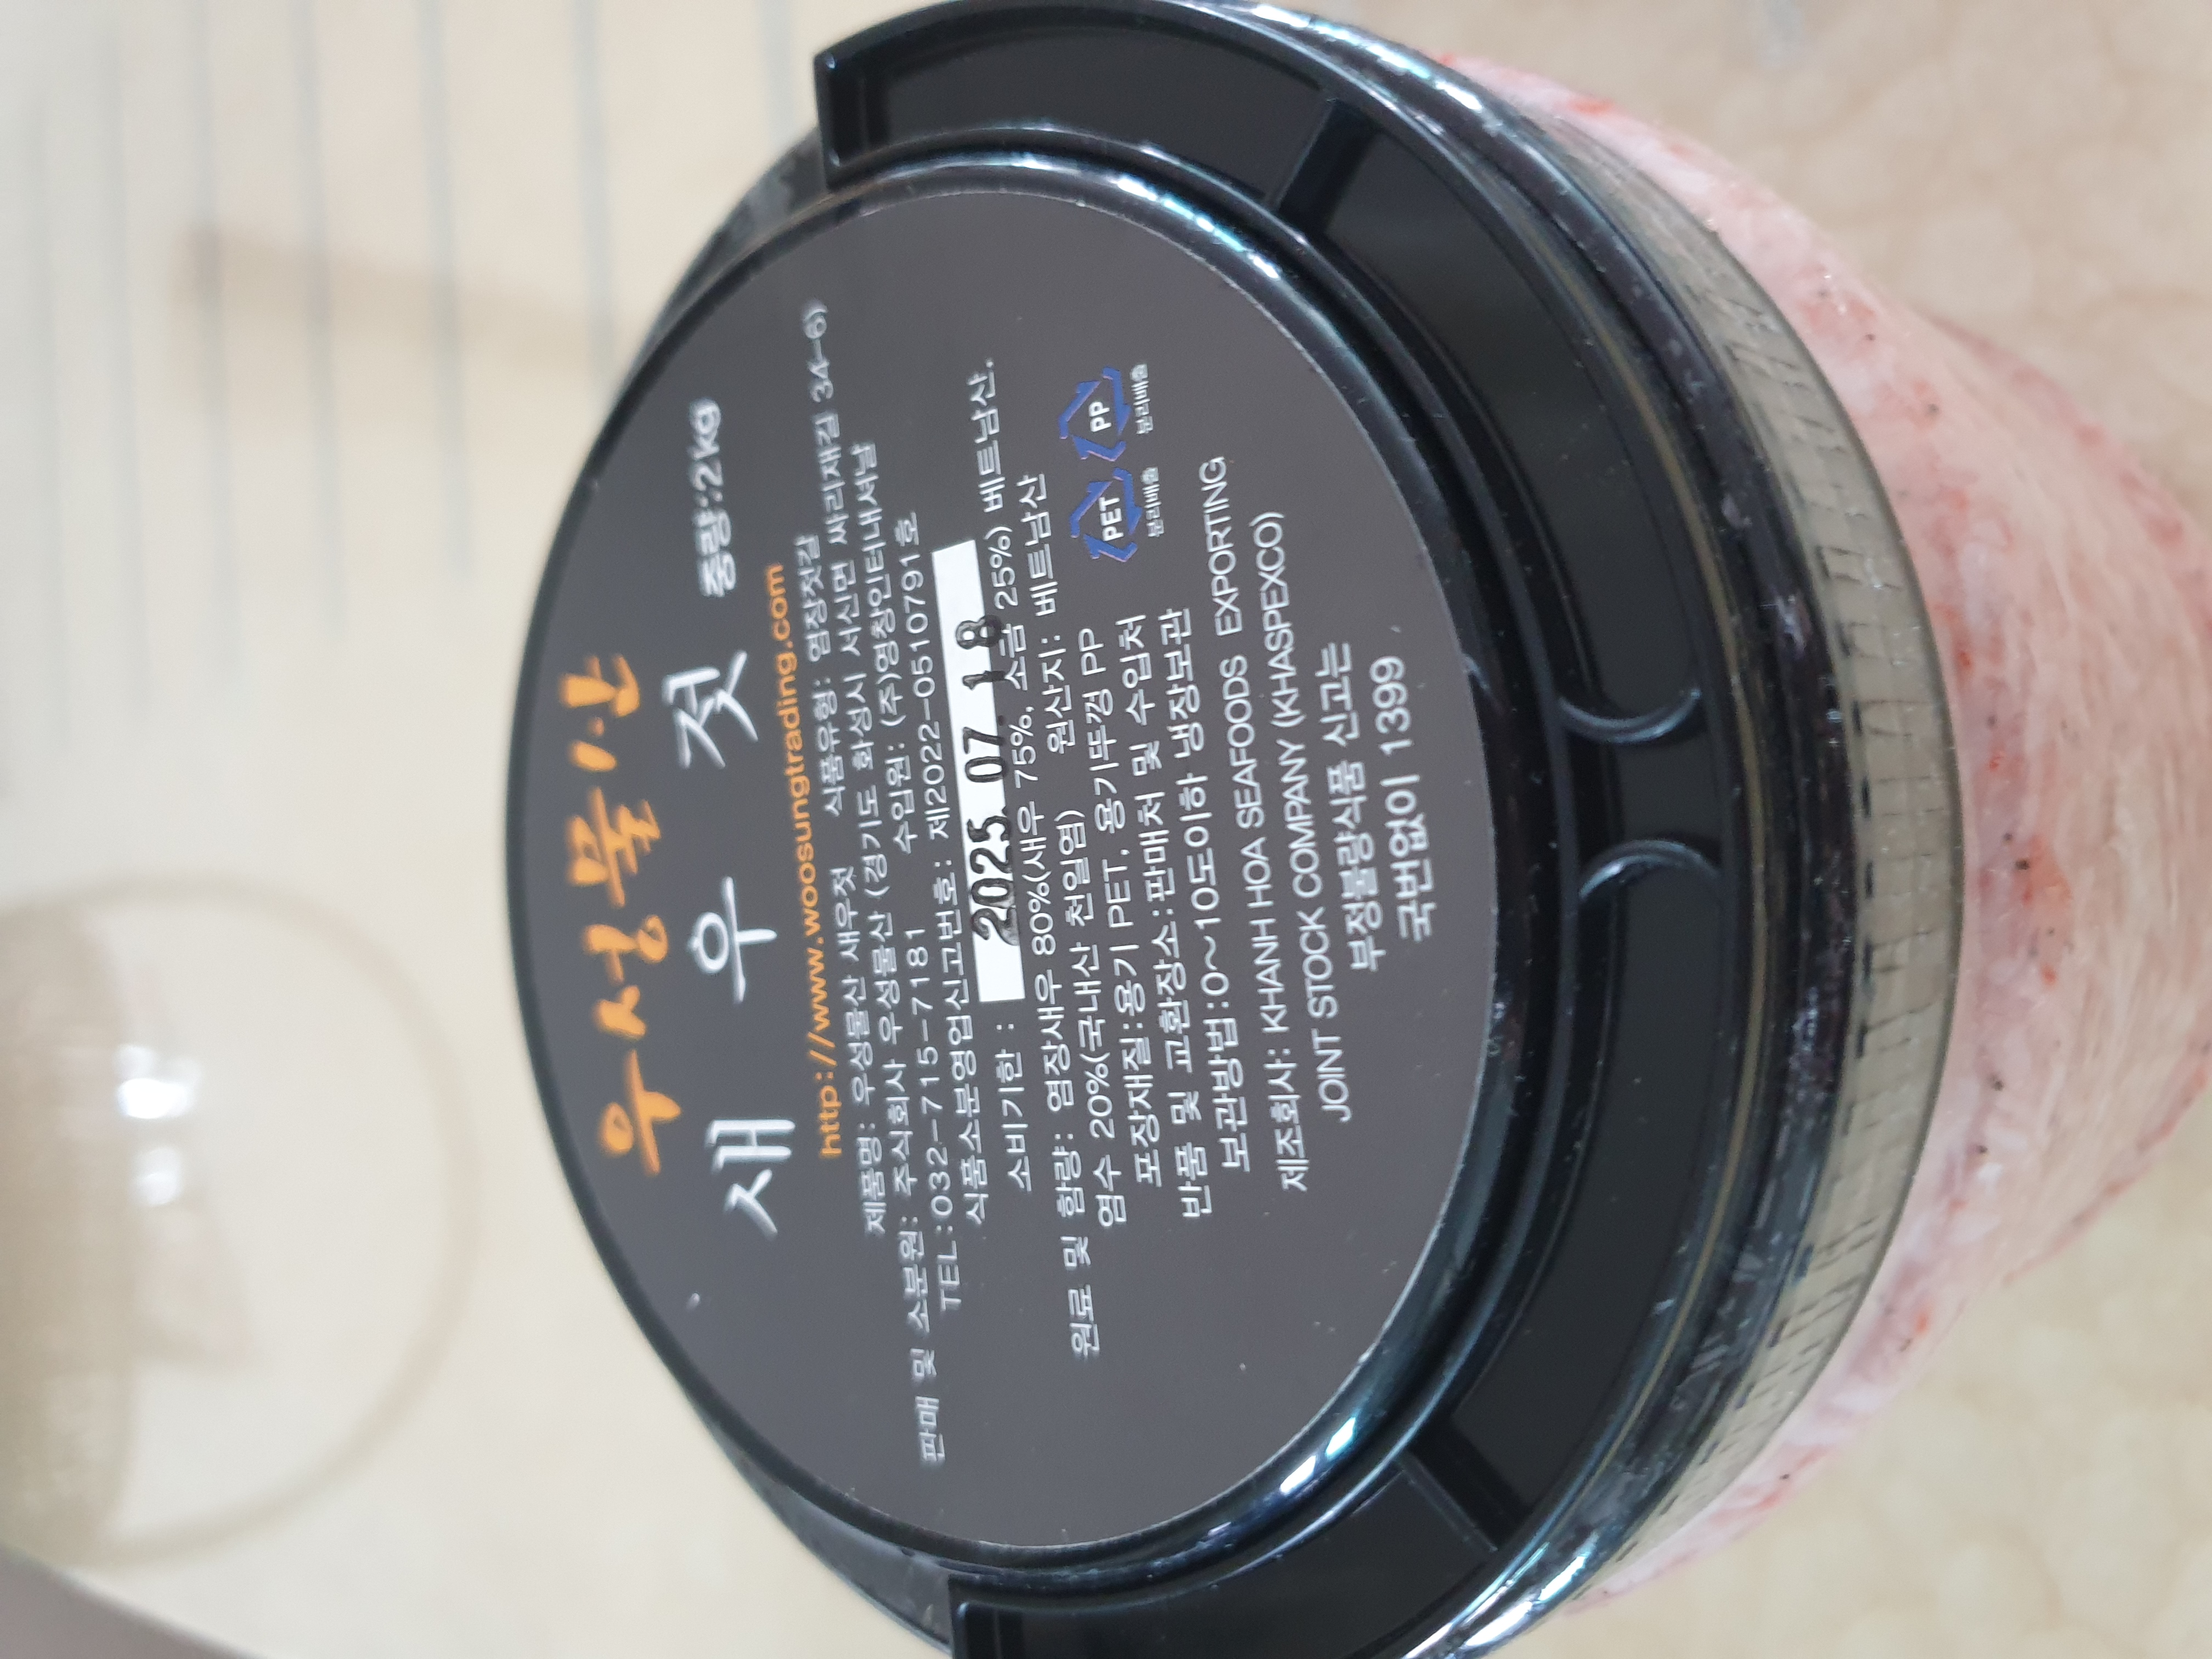 우성물산
새우젓 중량:2kg
http://www.woosungtrading.com
제품명: 우성물산 새우젓 식품유형: 염장젓갈
판매 및 소분원: 주식회사 우성물산 (경기도 화성시 서신면 싸리재길 34-6)
TEL:032-715-7181 수입원: (주)영창인터내셔날
식품소분영업신고번호: 제2022-0510791호
소비기한 : 2025. 07. 18
원료 및 함량: 염장새우 80%(새우 75%, 소금 25%) 베트남산.
염수 20%(국내산 천일염) 원산지: 베트남산
포장재질:용기 PET, 용기뚜껑 PP
반품 및 교환장소:판매처 및 수입처
보관방법:0~10도이하 냉장보관
PET PP
분리배출 분리배출
제조회사: KHANH HOA SEAFOODS EXPORTING
JOINT STOCK COMPANY (KHASPEXCO)
부정불량식품 신고는
국번없이 1399